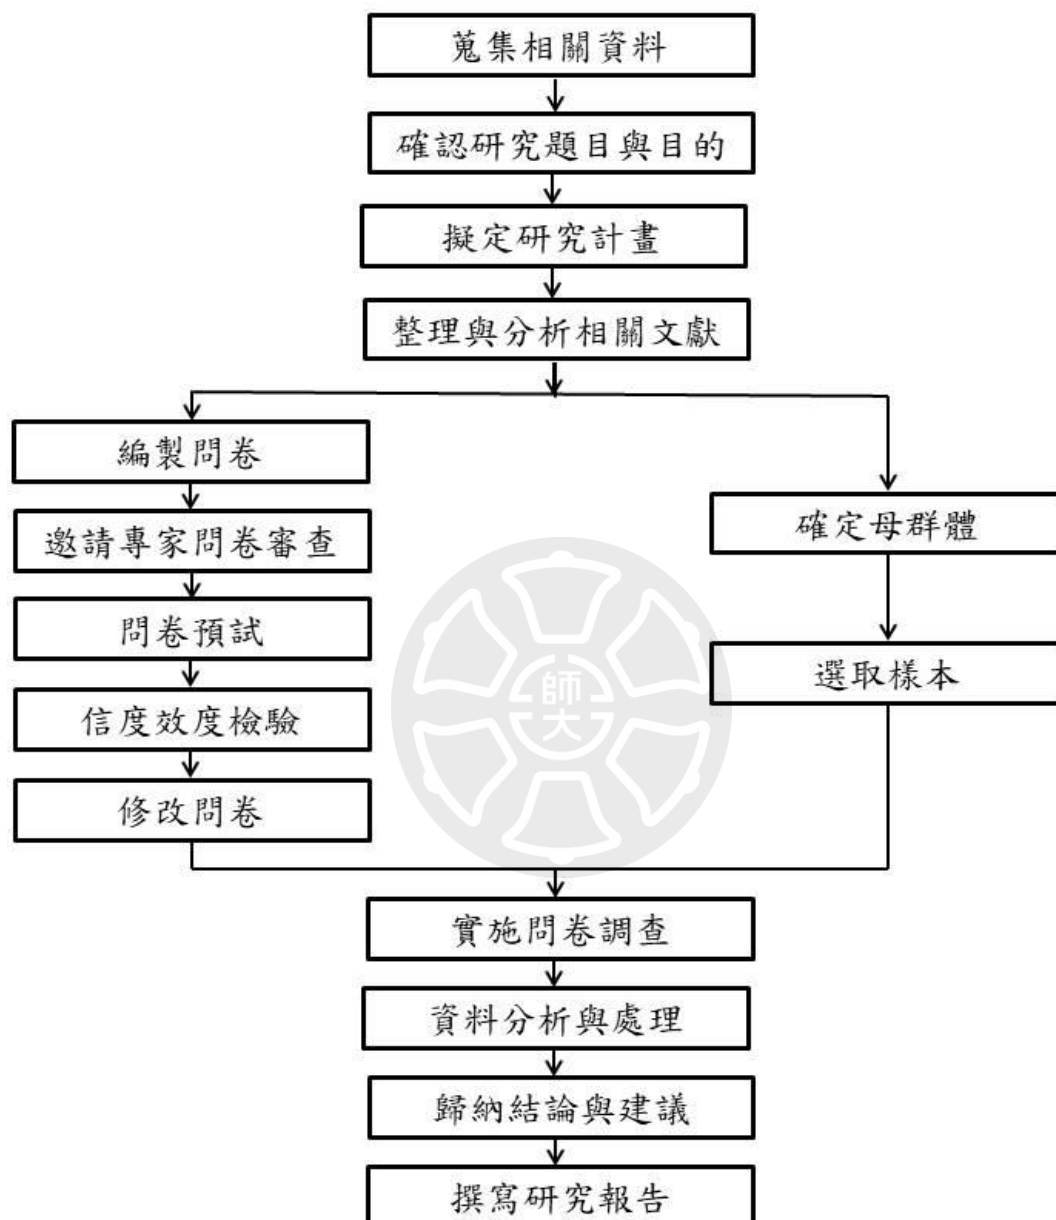 蒐集相關資料
確認研究題目與目的
擬定研究計畫
整理與分析相關文獻
編製問卷
邀請專家問卷審查
問卷預試
信度效度檢驗
修改問卷
確定母群體
選取樣本
師大
實施問卷調查
資料分析與處理
歸納結論與建議
撰寫研究報告